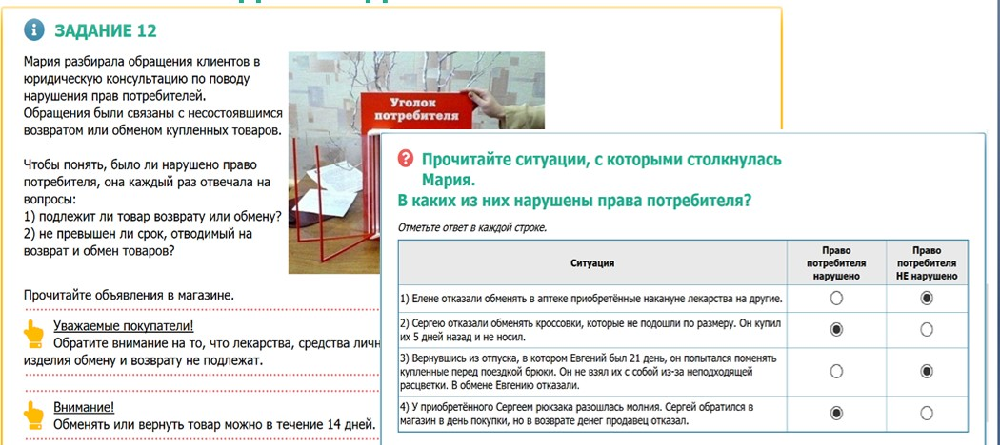 ЗАДАНИЕ 12
Мария разбирала обращения клиентов в
юридическую консультацию по поводу
нарушения прав потребителей.
Обращения были связаны с несостоявшимся
возвратом или обменом купленных товаров.
Чтобы понять, было ли нарушено право
потребителя, она каждый раз отвечала на
вопросы:
1) подлежит ли товар возврату или обмену?
2) не превышен ли срок, отводимый на
возврат и обмен товаров?
Уголок
потребителя
Прочитайте объявления в магазине.
Уважаемые покупатели!
Обратите внимание на то, что лекарства, средства личн
изделия обмену и возврату не подлежат.
Внимание!
Обменять или вернуть товар можно в течение 14 дней.
Прочитайте ситуации, с которыми столкнулась
Мария.
В каких из них нарушены права потребителя?
Отметьте ответ в каждой строке.
Ситуация
Право
потребителя
нарушено
Право
потребителя
НЕ нарушено
1) Елене отказали обменять в аптеке приобретённые накануне лекарства на другие.
2) Сергею отказали обменять кроссовки, которые не подошли по размеру. Он купил
их 5 дней назад и не носил.
3) Вернувшись из отпуска, в котором Евгений был 21 день, он попытался поменять
купленные перед поездкой брюки. Он не взял их с собой из-за неподходящей
расцветки. В обмене Евгению отказали.
4) У приобретённого Сергеем рюкзака разошлась молния. Сергей обратился в
магазин в день покупки, но в возврате денег продавец отказал.